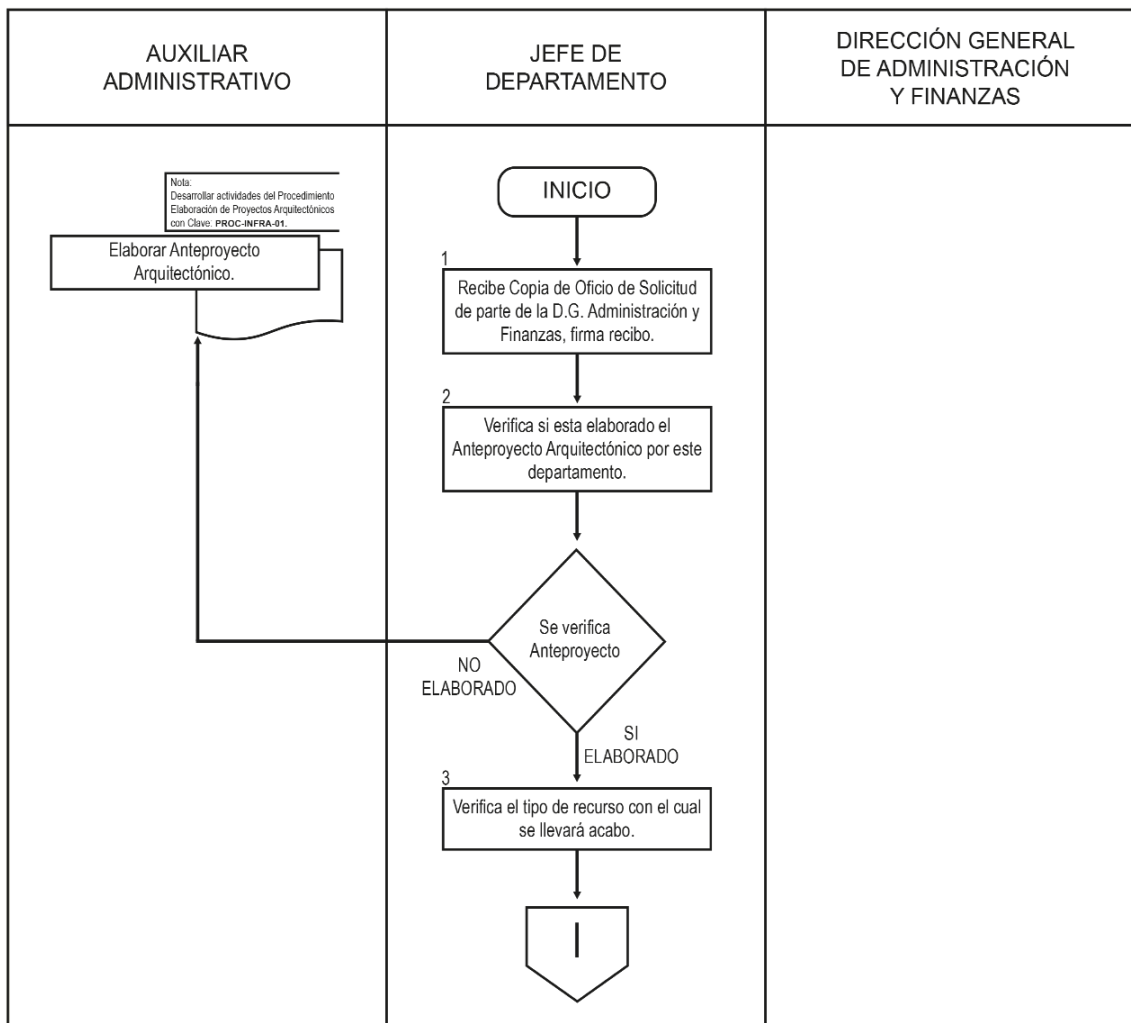 AUXILIAR
ADMINISTRATIVO
JEFE DE
DEPARTAMENTO
DIRECCIÓN GENERAL
DE ADMINISTRACIÓN
Y FINANZAS
Nota:
Desarrollar actividades del Procedimiento
Elaboración de Proyectos Arquitectónicos
con Clave: PROC-INFRA-01.
Elaborar Anteproyecto
Arquitectónico.
INICIO
1
Recibe Copia de Oficio de Solicitud
de parte de la D.G. Administración y
Finanzas, firma recibo.
2
Verifica si esta elaborado el
Anteproyecto Arquitectónico por este
departamento.
Se verifica
Anteproyecto
NO
ELABORADO
SI
ELABORADO
3
Verifica el tipo de recurso con el cual
se llevará acabo.
I